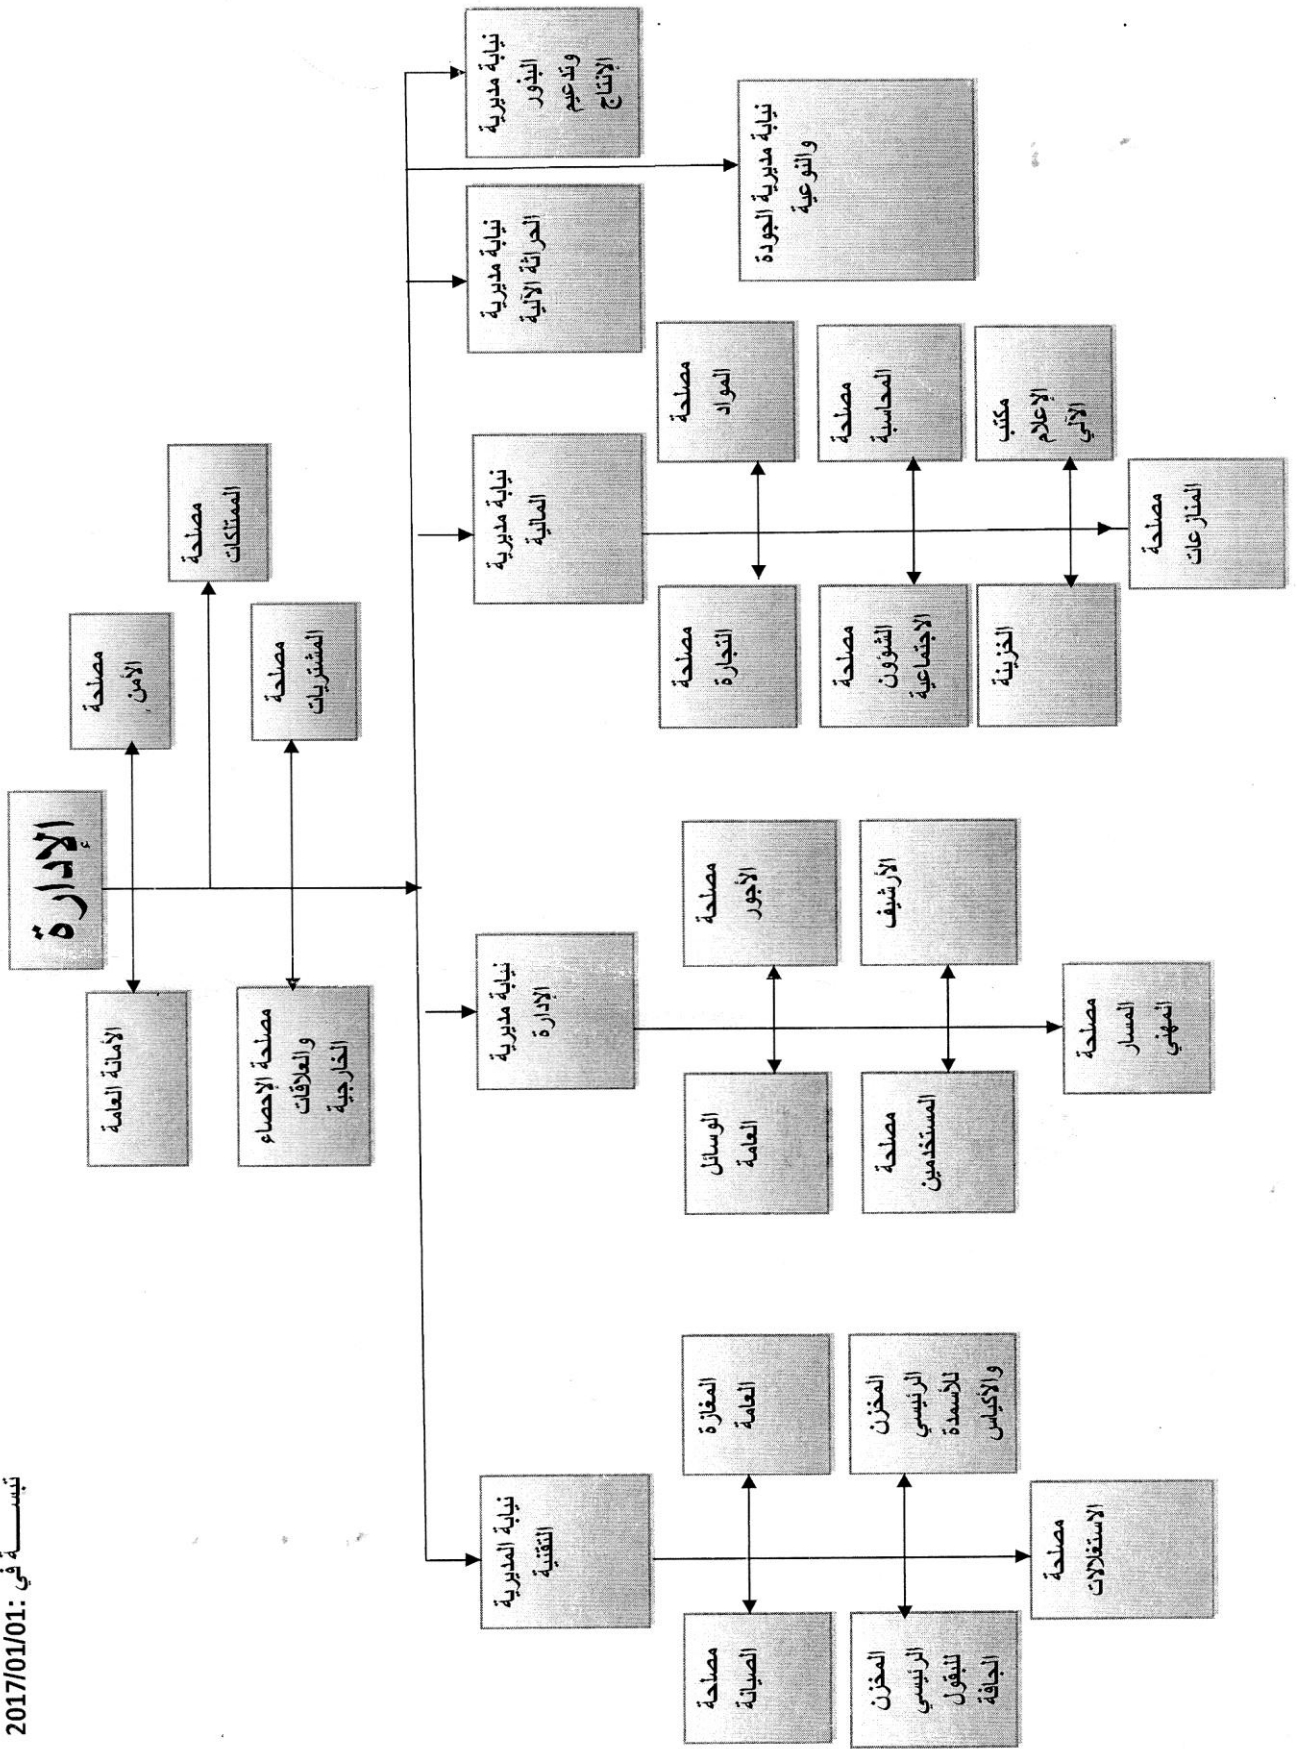 تبســـة في :2017/01/01
الإدارة
مصلحة
الأمن
الأمانة العامة
مصلحة
الممتلكات
مصلحة
المشتريات
مصلحة الإحصاء
والعلاقات
الخارجية
نيابة مديرية
البذور
وتدعيم
الإنتاج
نيابة مديرية
الحراثة الآلية
نيابة مديرية الجودة
والنوعية
نيابة مديرية
المالية
مصلحة
المواد
مصلحة
التجارة
مصلحة
المحاسبة
مصلحة
الشؤون
الاجتماعية
مكتب
الإعلام
الآلي
الخزينة
مصلحة
المنازعات
نيابة مديرية
الإدارة
مصلحة
الأجور
الوسائل
العامة
الأرشيف
مصلحة
المستخدمين
مصلحة
المسار
المهني
نيابة المديرية
التقنية
المغازة
العامة
مصلحة
الصيانة
المخزن
الرئيسي
للأسمدة
والأكياس
المخزن
الرئيسي
للبقول
الجافة
مصلحة
الاستغلالات